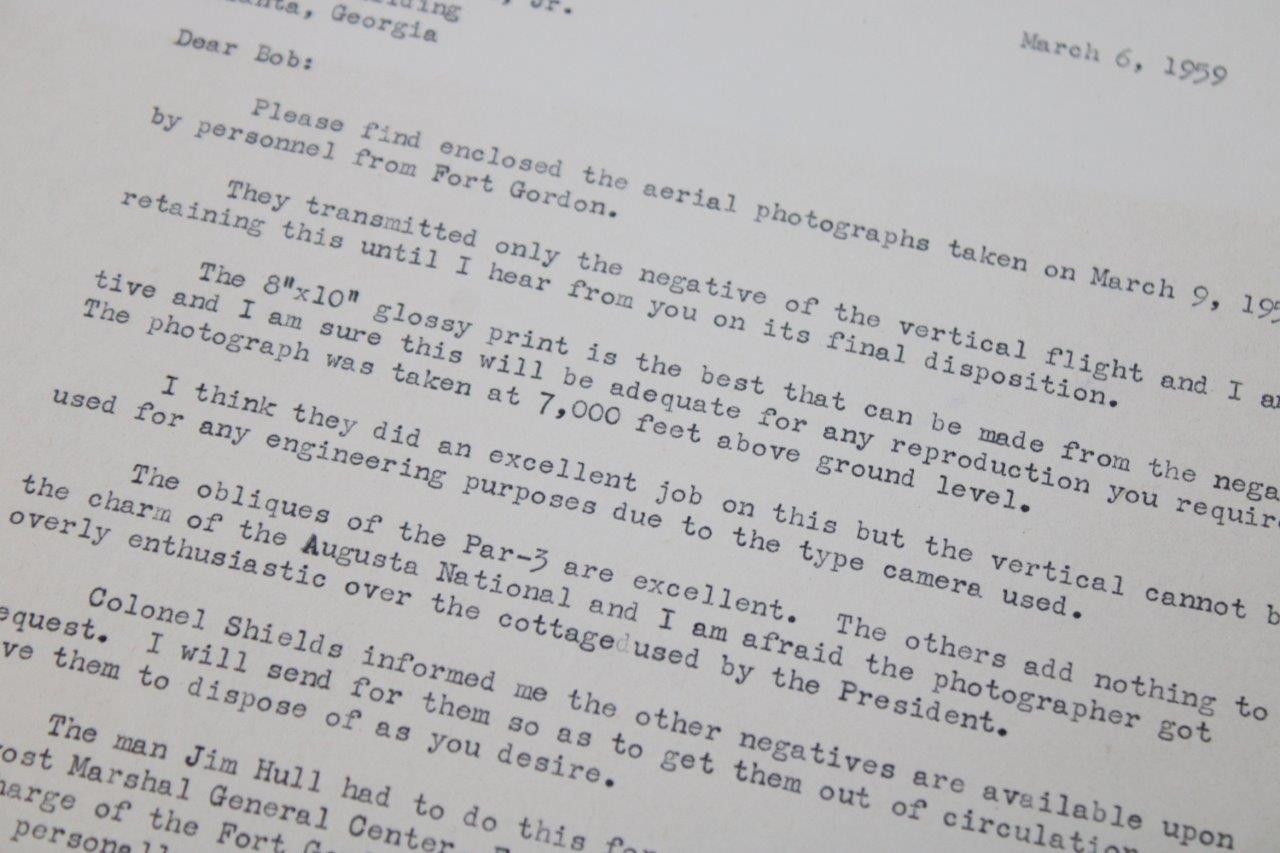 Jr.
March 6, 1959
Georgia
Dear Bob:
Please find enclosed the aerial photographs taken on March 9, 195
by personnel from Fort Gordon.
They transmitted only the negative of the vertical flight and I am
retaining this until I hear from you on its final disposition.
The 8"x10" glossy print is the best that can be made from the nega
tive and I am sure this will be adequate for any reproduction you require
The photograph was taken at 7,000 feet above ground level.
I think they did an excellent job on this but the vertical cannot b
used for any engineering purposes due to the type camera used.
The obliques of the Par-3 are excellent. The others add nothing to
the charm of the Augusta National and I am afraid the photographer got
overly enthusiastic over the cottage used by the President.
Colonel Shields informed me the other negatives are available upon
equest. I will send for them so as to get them out of circulation
ve them to dispose of as you desire.
The man Jim Hull had to do this for
ost Marshal General Center
harge of the Fort
personall